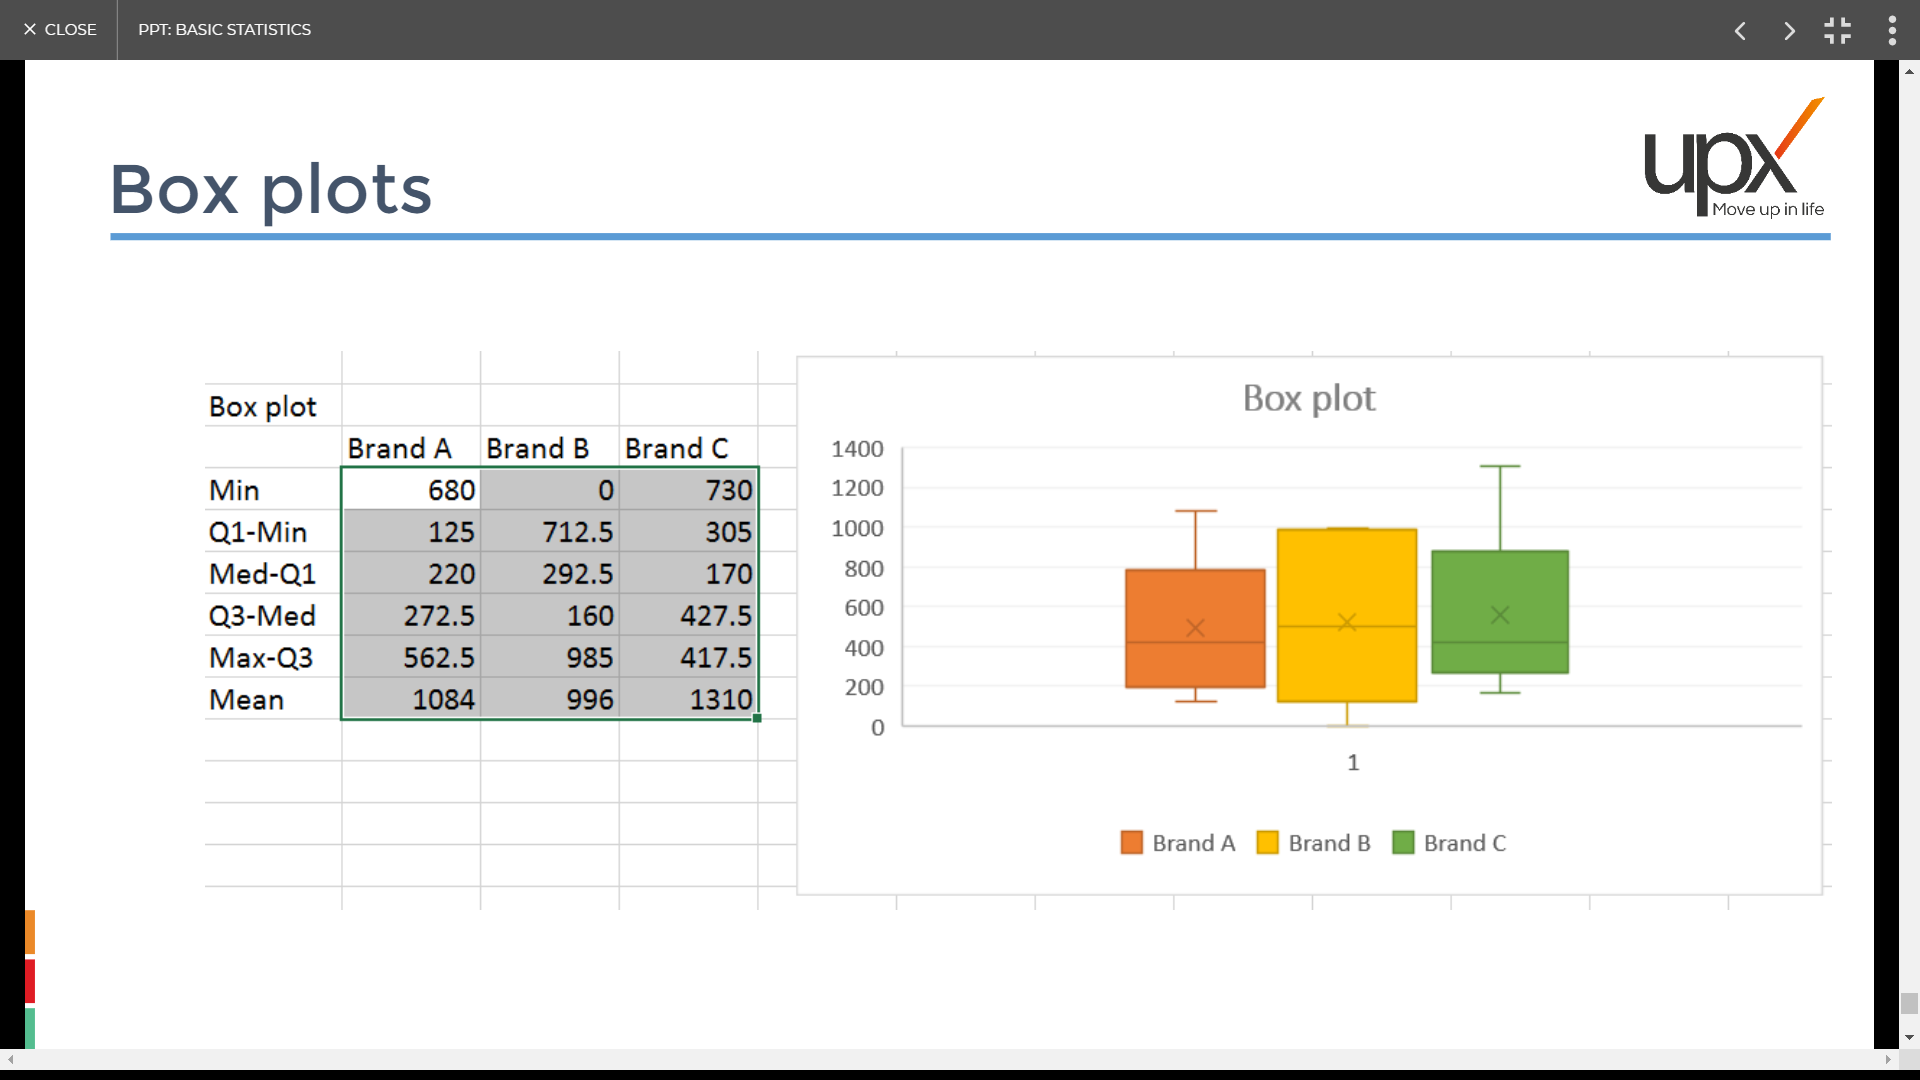 CLOSE PPT: BASIC STATISTICS
upx
Move up in life
Box plots
Box plot
Brand A Brand B Brand C
Min 680 0 730
Q1-Min 125 712.5 305
Med-Q1 220 292.5 170
Q3-Med 272.5 160 427.5
Max-Q3 562.5 985 417.5
Mean 1084 996 1310
Box plot
1400
1200
1000
800
600
400
200
0
1
Brand A Brand B Brand C